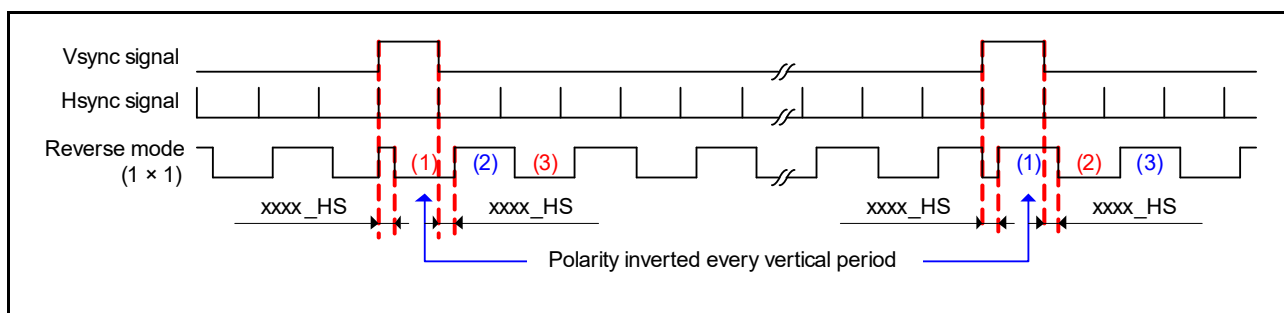 Vsync signal
Hsync signal
Reverse mode (1) (2) (3) (1) (2) (3)
(1 × 1)
xxxx_HS xxxx_HS xxxx_HS xxxx_HS
Polarity inverted every vertical period